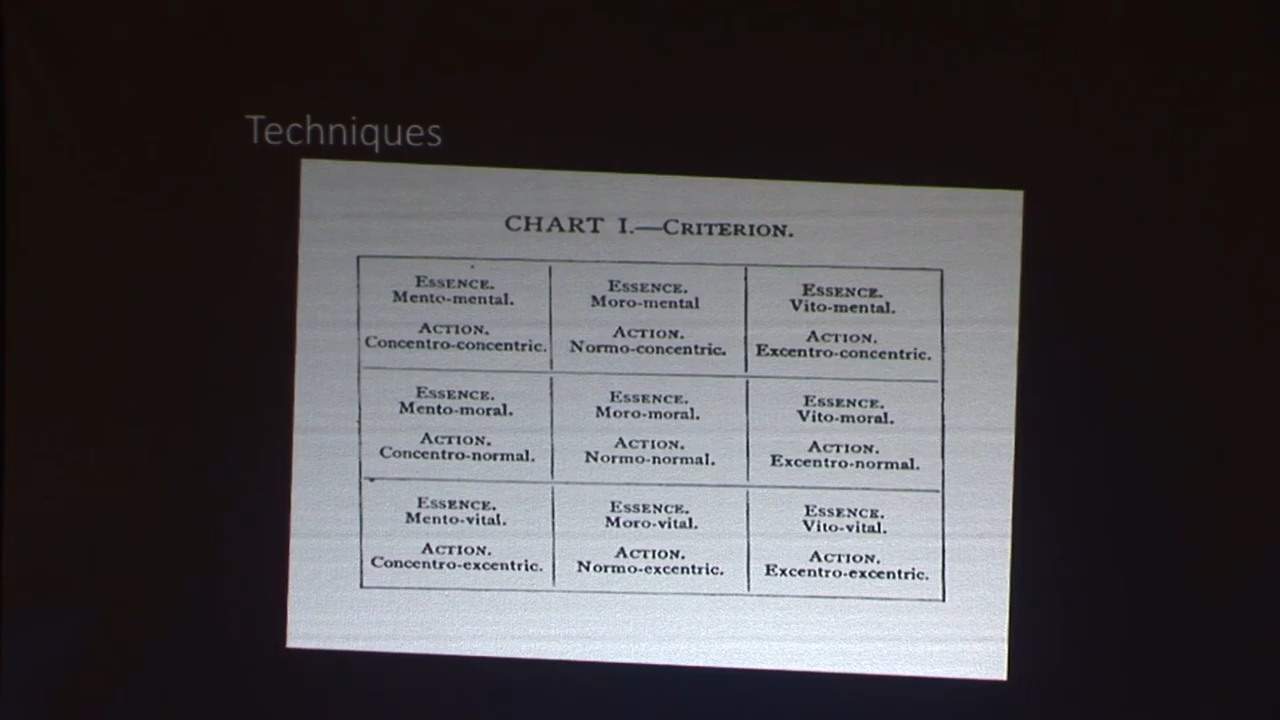 Techniques
CHART I.—CRITERION.
ESSENCE.
Mento-mental.
ACTION.
Concentro-concentric.
ESSENCE.
Moro-mental
ACTION.
Normo-concentric.
ESSENCE.
Vito-mental.
ACTION.
Excentro-concentric.
ESSENCE.
Mento-moral.
ACTION.
Concentro-normal.
ESSENCE.
Moro-moral.
ACTION.
Normo-normal.
ESSENCE.
Vito-moral.
ACTION.
Excentro-normal.
ESSENCE.
Mento-vital.
ACTION.
Concentro-excentric.
ESSENCE.
Moro-vital.
ACTION.
Normo-excentric.
ESSENCE.
Vito-vital.
ACTION.
Excentro-excentric.